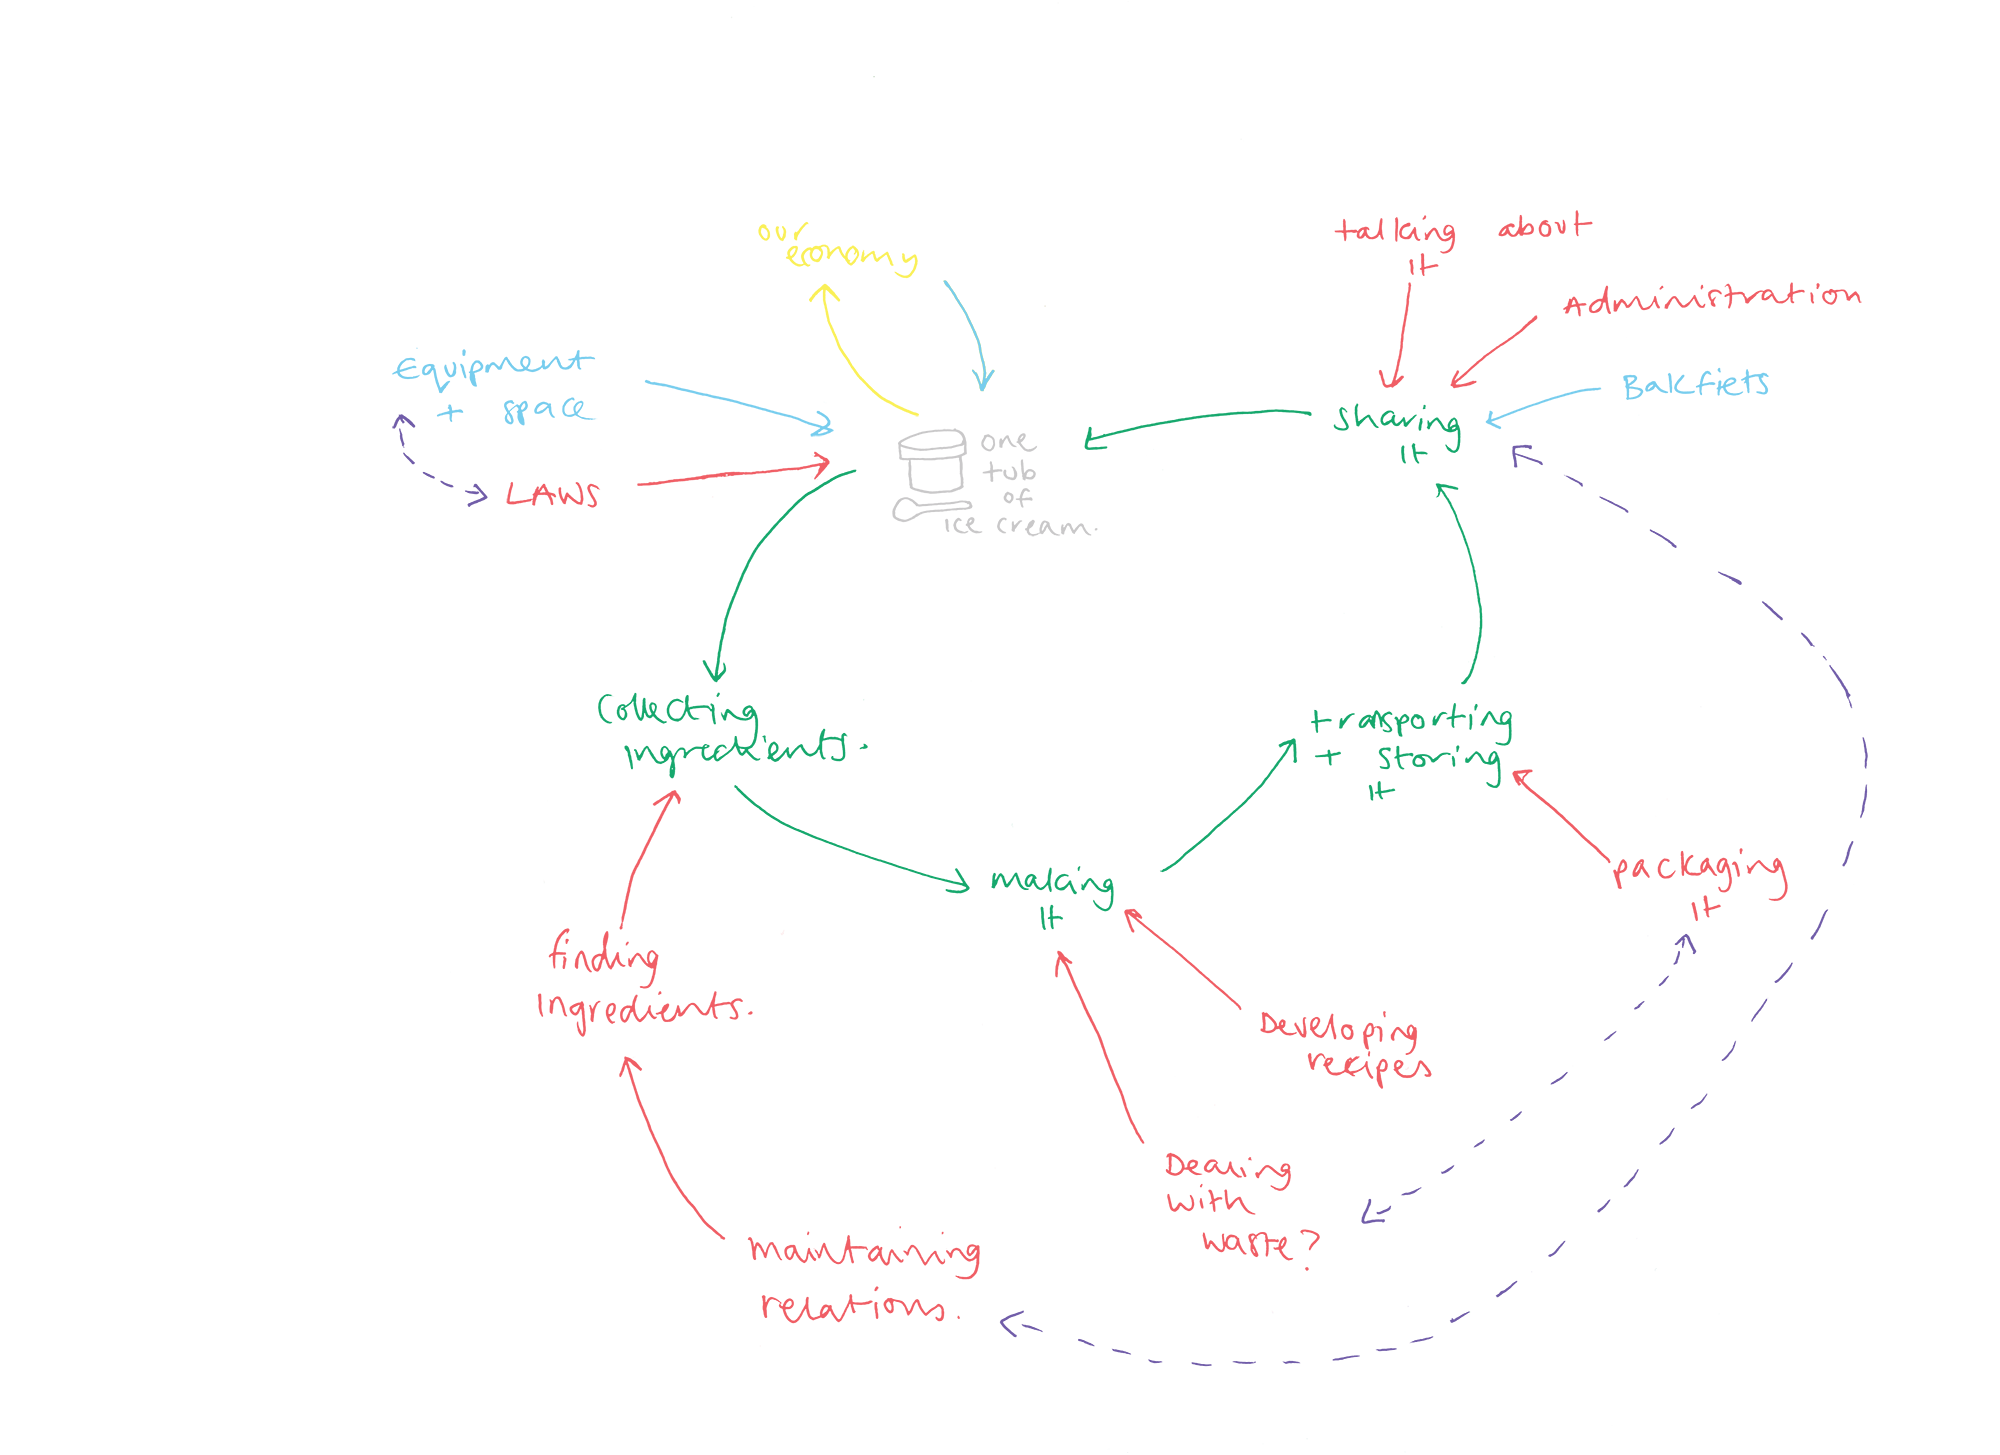 our
economy
talking about
It
Administration
Equipment
+ space
Bakfiets
sharing
It
one
tub
of
ice cream.
LAWS
Collecting
Ingredients.
transporting
+ storing
It
making
It
packaging
It
finding
Ingredients.
Developing
recipes
Dealing
with
waste?
maintaining
relations.